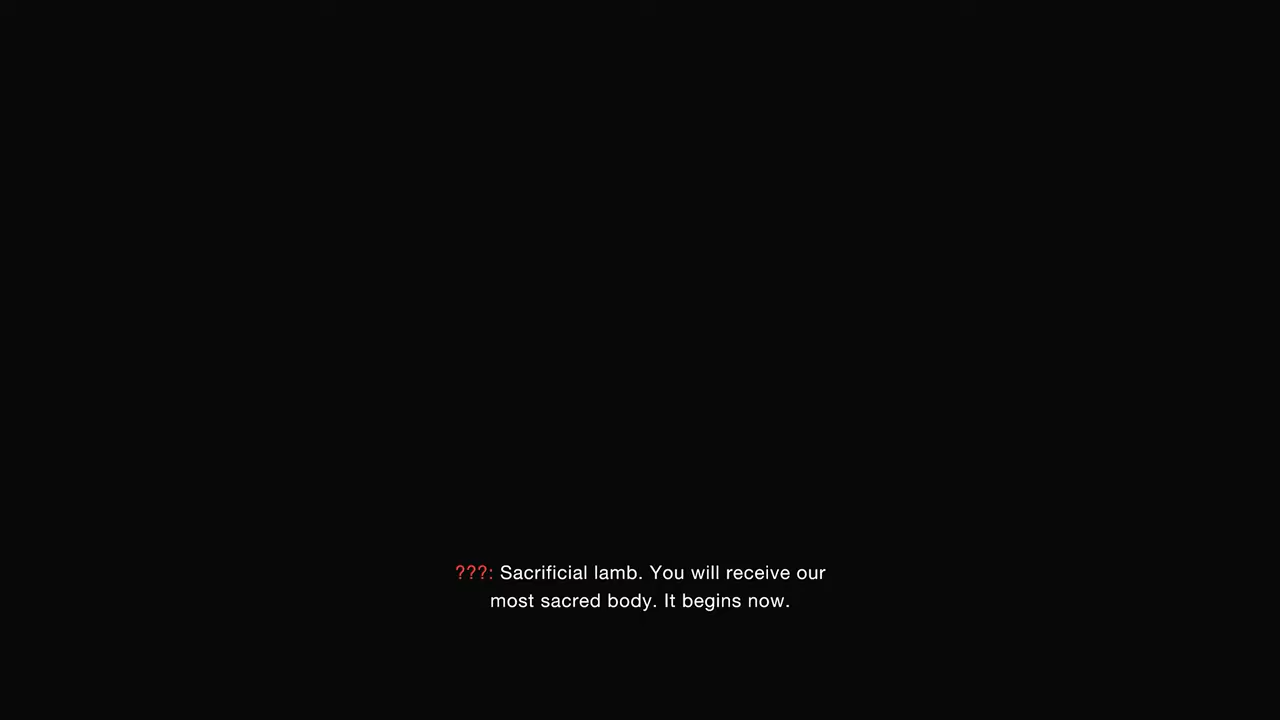 ???: Sacrificial lamb. You will receive our
most sacred body. It begins now.